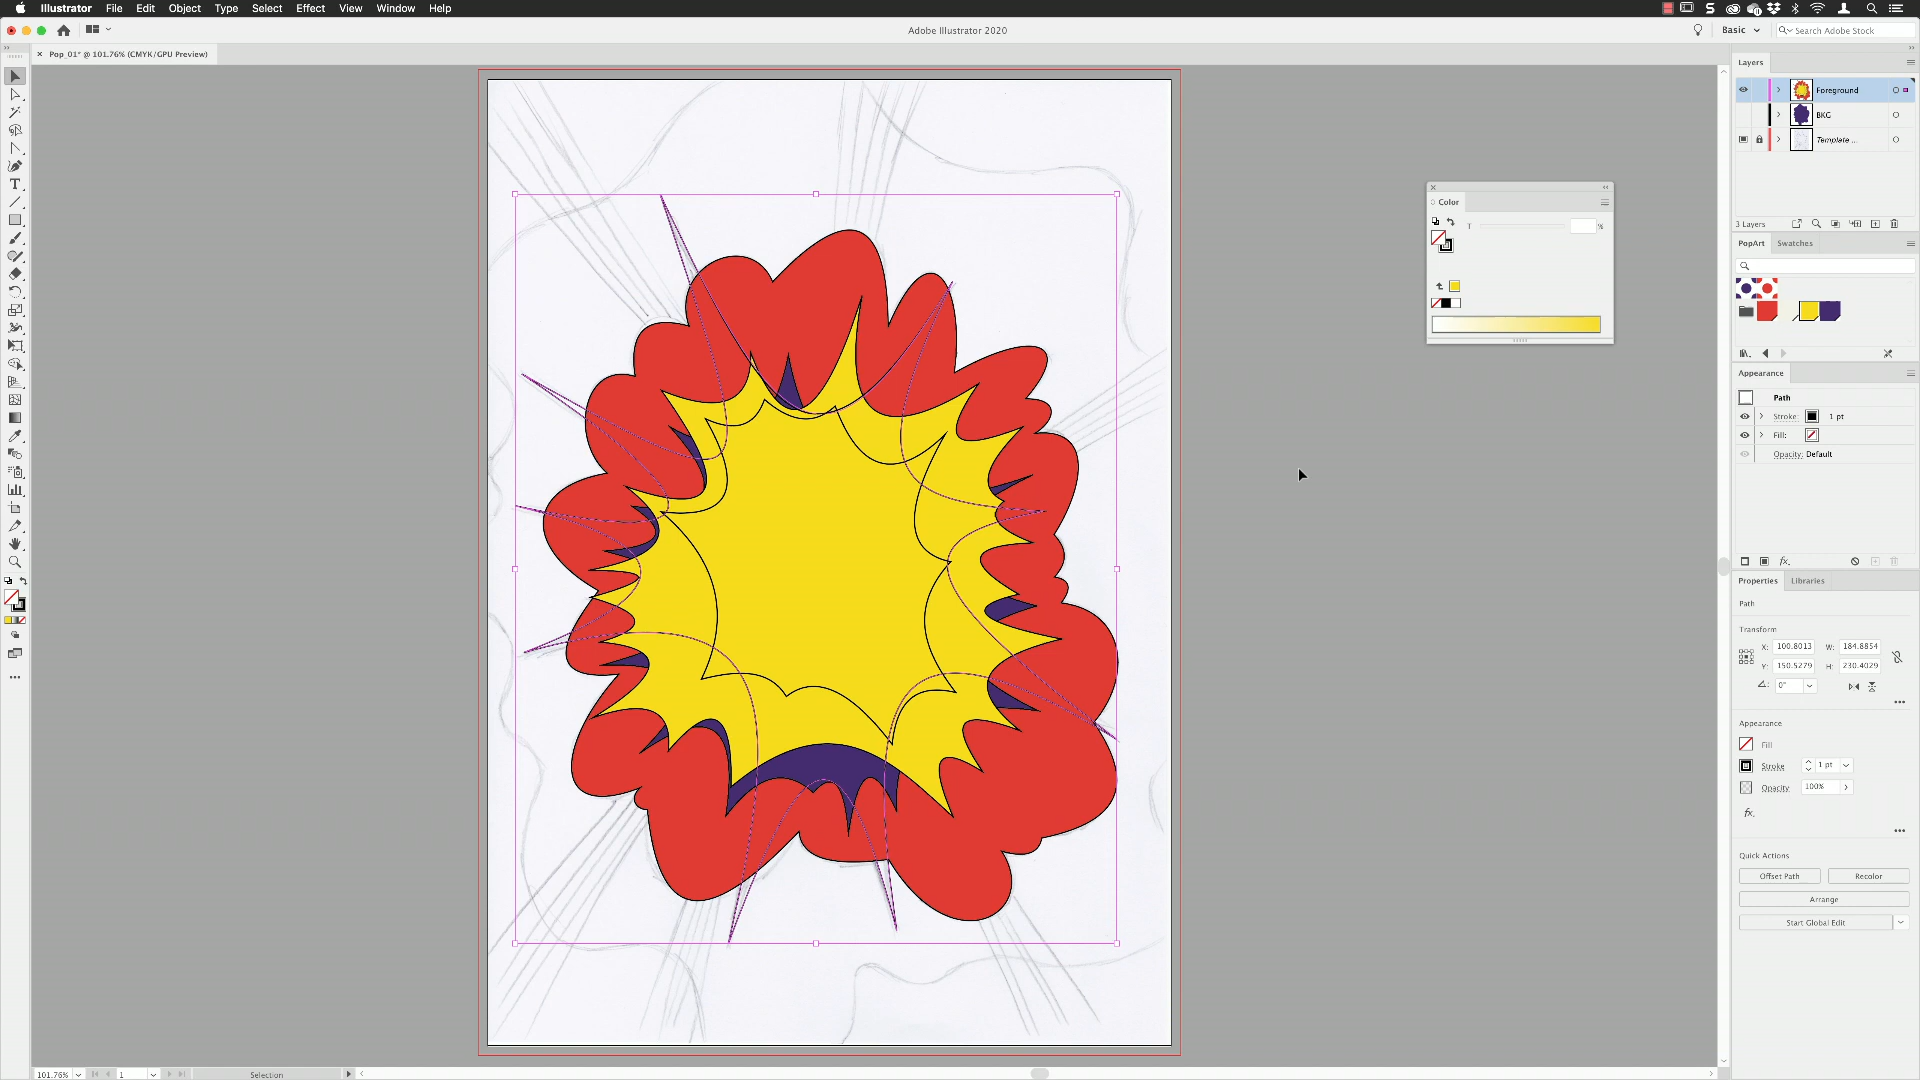 Illustrator File Edit Object Type Select Effect View Window Help
Adobe Illustrator 2020
Basic
Search Adobe Stock
× Pop_01* @ 101.76% (CMYK/GPU Preview)
Layers
Foreground
BKG
Template ...
3 Layers
PopArt Swatches
Color
T %
Appearance
Path
Stroke: 1 pt
Fill:
Opacity: Default
fx.
Properties Libraries
Path
Transform
X: 100.8013 W: 184.8854
Y: 150.5279 H: 230.4029
0°
Appearance
Fill
Stroke 1 pt
Opacity 100%
fx.
Quick Actions
Offset Path Recolor
Arrange
Start Global Edit
101.76% 1 Selection